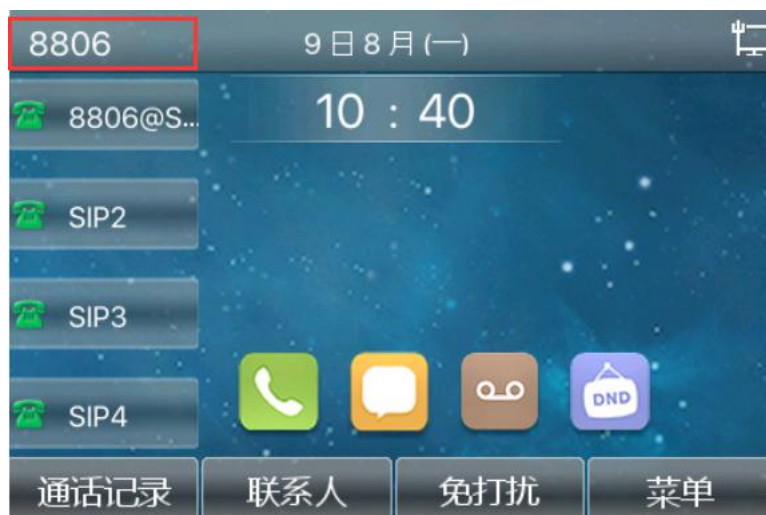 8806
9日8月(一)
10 : 40
8806@S...
SIP2
SIP3
SIP4
DND
通话记录
联系人
免打扰
菜单